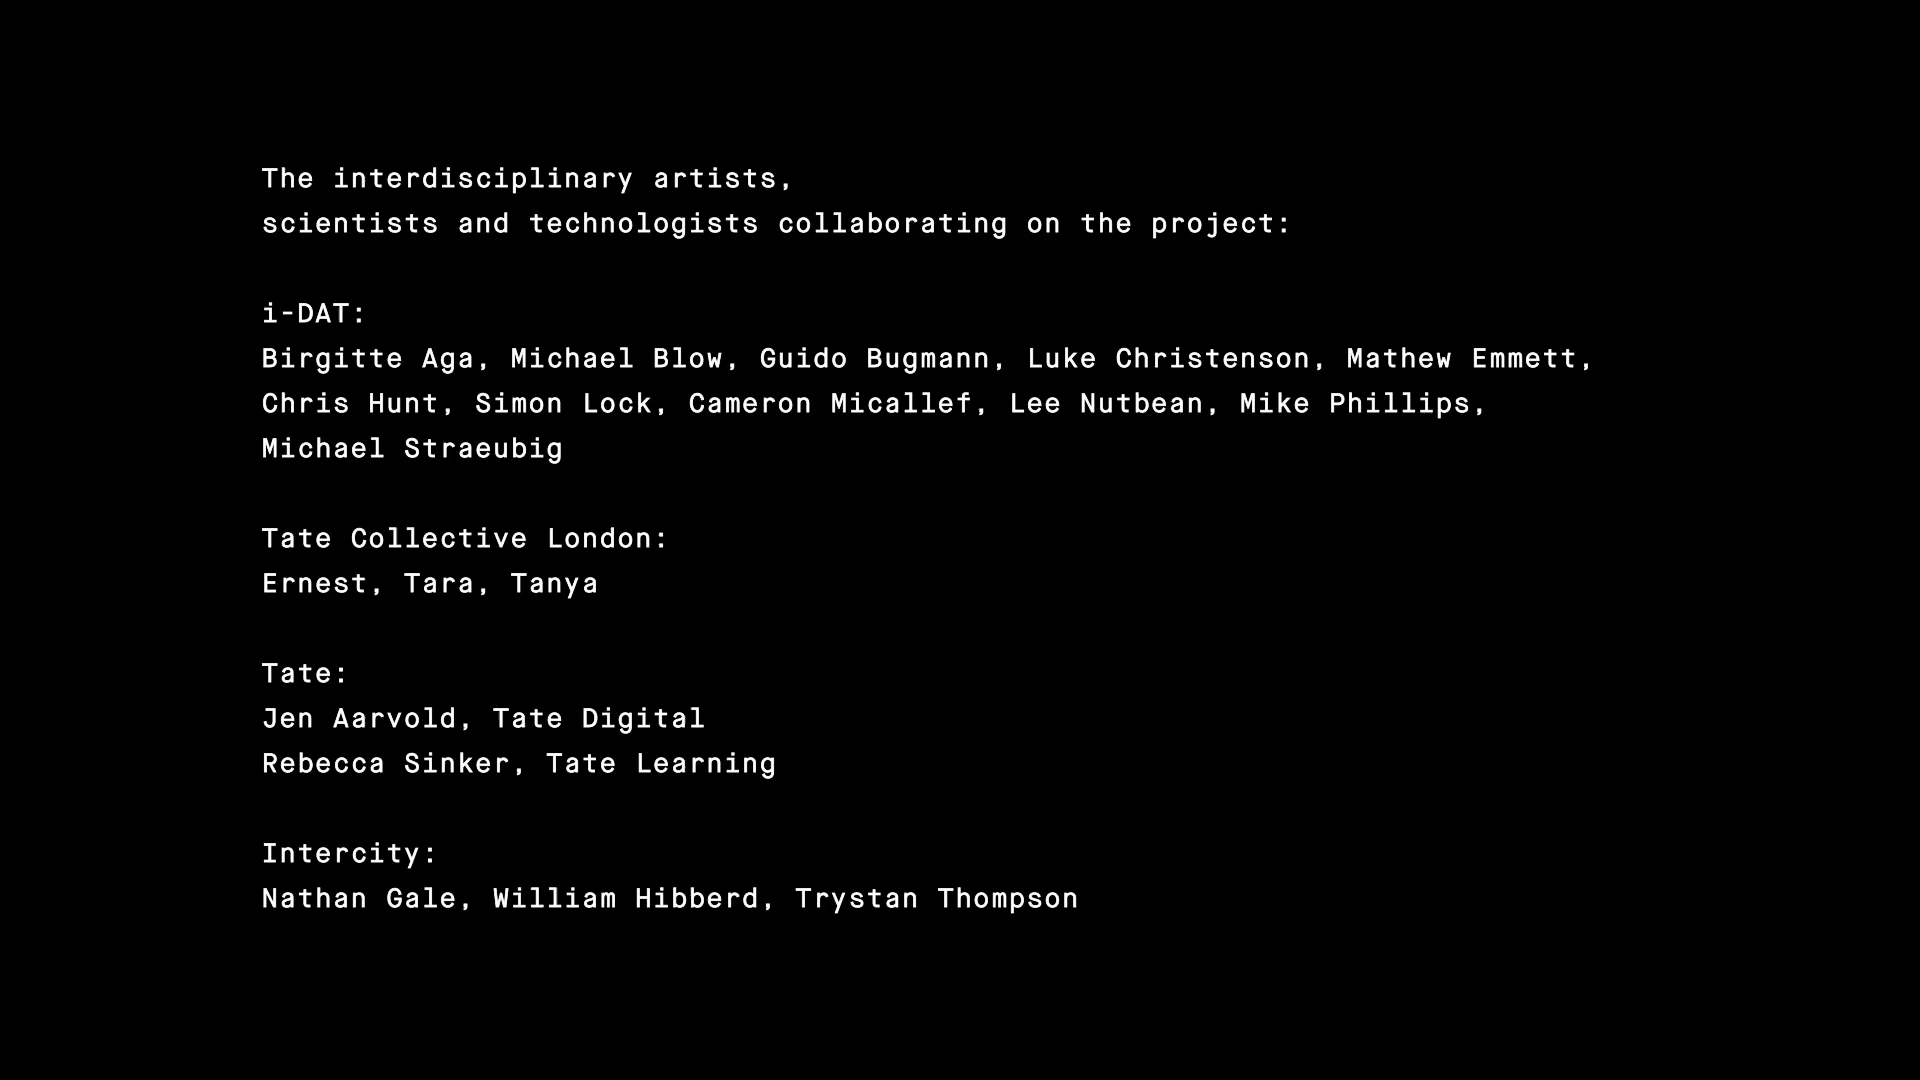 The interdisciplinary artists,
scientists and technologists collaborating on the project:
i-DAT:
Birgitte Aga, Michael Blow, Guido Bugmann, Luke Christenson, Mathew Emmett,
Chris Hunt, Simon Lock, Cameron Micallef, Lee Nutbean, Mike Phillips,
Michael Straeubig
Tate Collective London:
Ernest, Tara, Tanya
Tate:
Jen Aarvold, Tate Digital
Rebecca Sinker, Tate Learning
Intercity:
Nathan Gale, William Hibberd, Trystan Thompson